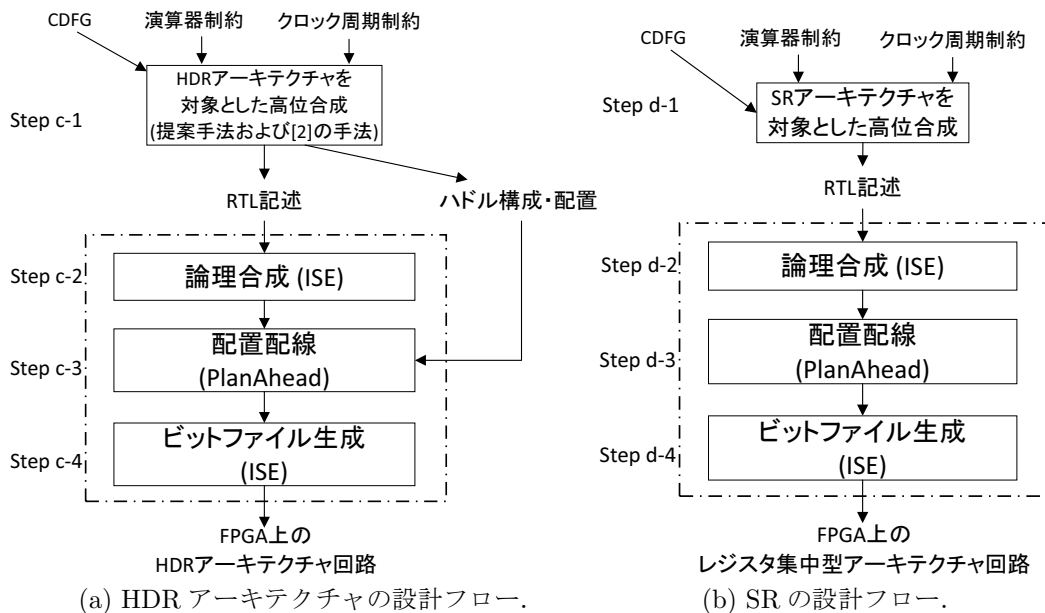 CDFG
演算器制約
クロック周期制約
Step c-1
HDRアーキテクチャを
対象とした高位合成
(提案手法および[2]の手法)
RTL記述
ハドル構成・配置
Step c-2
論理合成 (ISE)
Step c-3
配置配線
(PlanAhead)
Step c-4
ビットファイル生成
(ISE)
FPGA上の
HDRアーキテクチャ回路
(a) HDR アーキテクチャの設計フロー.
CDFG
演算器制約
クロック周期制約
Step d-1
SRアーキテクチャを
対象とした高位合成
RTL記述
Step d-2
論理合成 (ISE)
Step d-3
配置配線
(PlanAhead)
Step d-4
ビットファイル生成
(ISE)
FPGA上の
レジスタ集中型アーキテクチャ回路
(b) SR の設計フロー.